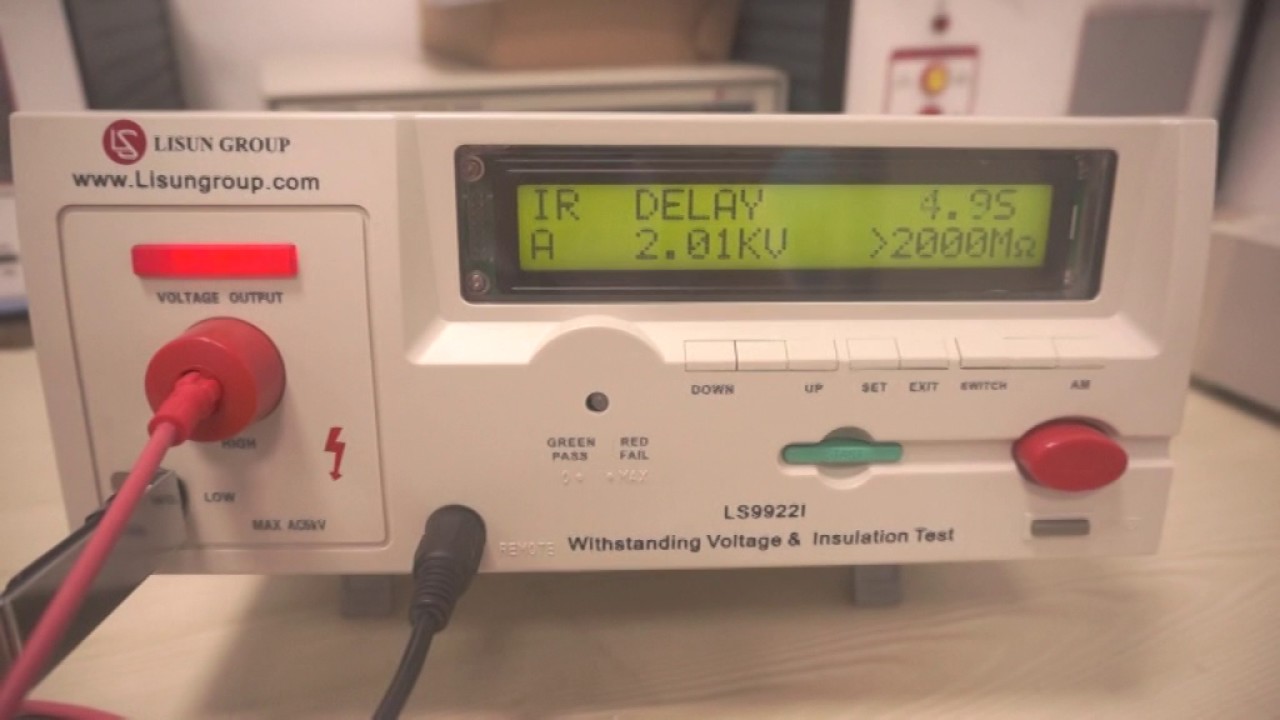 LISUN GROUP
www.Lisungroup.com
VOLTAGE OUTPUT
HIGH
LOW
MAX AC5kV
IR DELAY 4.9S
A 2.01KV >2000MΩ
DOWN UP SET EXIT SWITCH AM
GREEN PASS
RED FAIL
REMOTE
LS9922I
Withstanding Voltage & Insulation Test